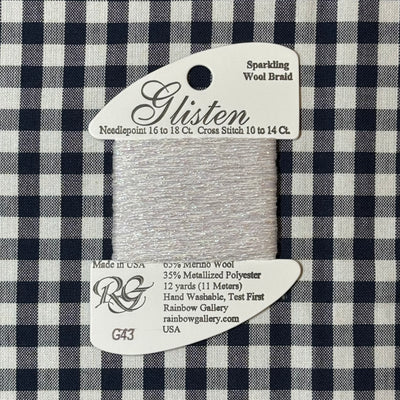 Sparkling
Wool Braid
Glisten
Needlepoint 16 to 18 Ct. Cross Stitch 10 to 14 Ct.
Made in USA
65% Merino Wool
35% Metallized Polyester
12 yards (11 Meters)
Hand Washable, Test First
Rainbow Gallery
rainbowgallery.com
USA
RG
G43